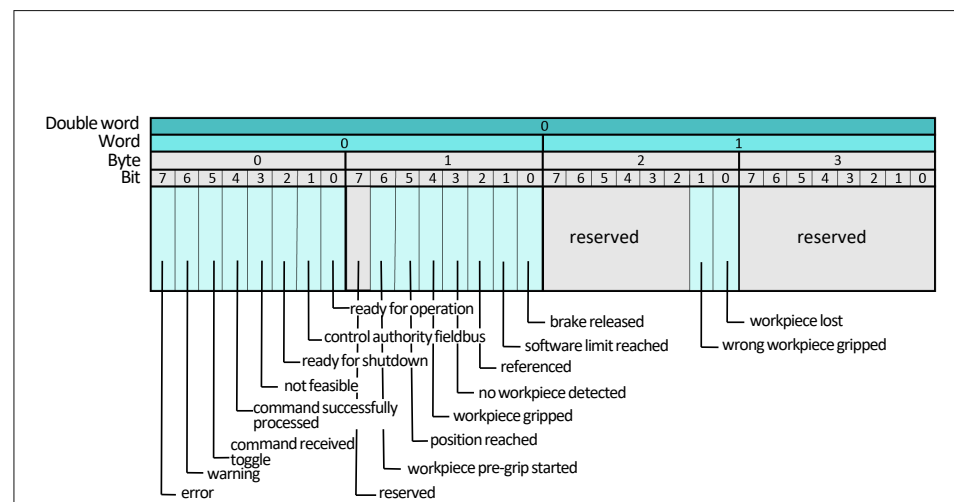 Double word 0
Word 0 1
Byte 0 1 2 3
Bit 7 6 5 4 3 2 1 0 7 6 5 4 3 2 1 0 7 6 5 4 3 2 1 0 7 6 5 4 3 2 1 0
reserved reserved
ready for operation
brake released
workpiece lost
control authority fieldbus
software limit reached
wrong workpiece gripped
ready for shutdown
referenced
not feasible
no workpiece detected
command successfully
processed
workpiece gripped
command received
toggle
position reached
warning
workpiece pre-grip started
error
reserved